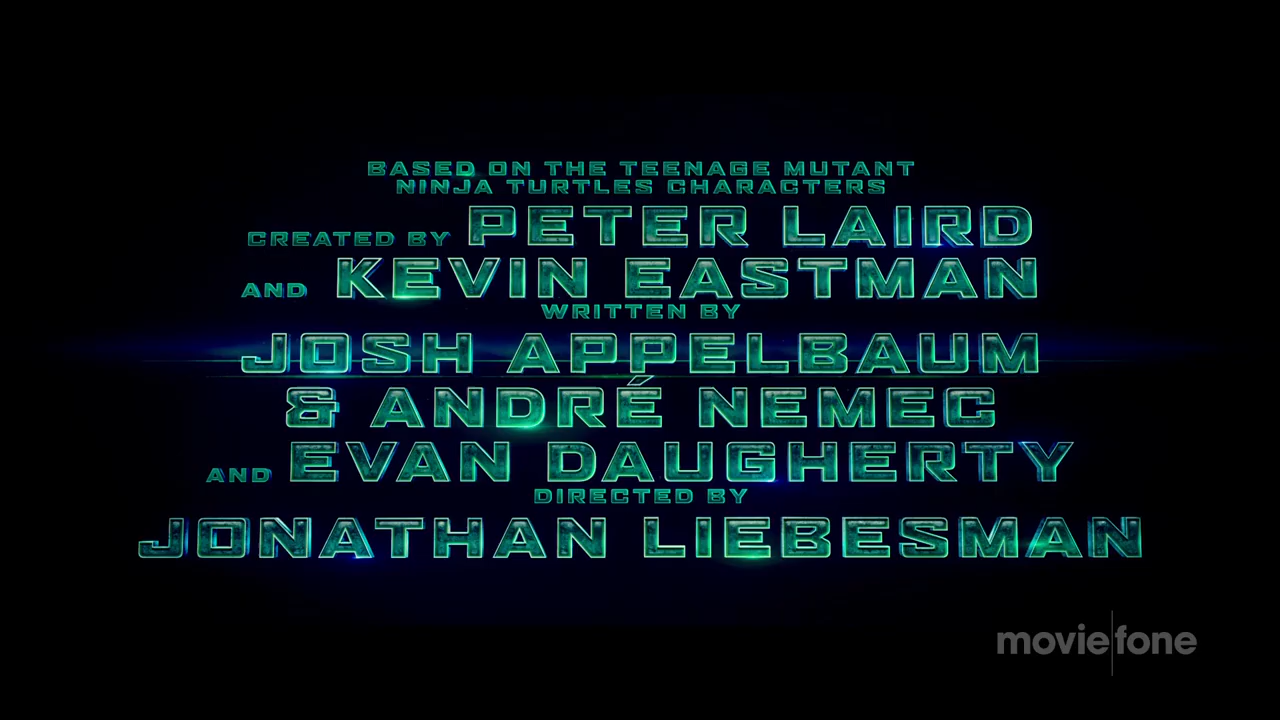 BASED ON THE TEENAGE MUTANT
NINJA TURTLES CHARACTERS
CREATED BY PETER LAIRD
AND KEVIN EASTMAN
WRITTEN BY
JOSH APPELBAUM
& ANDRÉ NEMEC
AND EVAN DAUGHERTY
DIRECTED BY
JONATHAN LIEBESMAN
moviefone